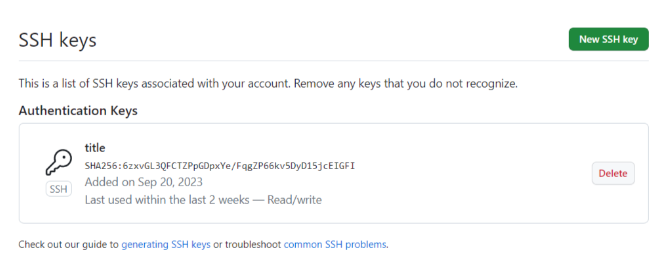 SSH keys
New SSH key
This is a list of SSH keys associated with your account. Remove any keys that you do not recognize.
Authentication Keys
title
SHA256:6zxvGL3QFCTZPpGDpxYe/FqgZP66kv5DyD15jcEIGFI
Added on Sep 20, 2023
SSH
Last used within the last 2 weeks — Read/write
Delete
Check out our guide to generating SSH keys or troubleshoot common SSH problems.